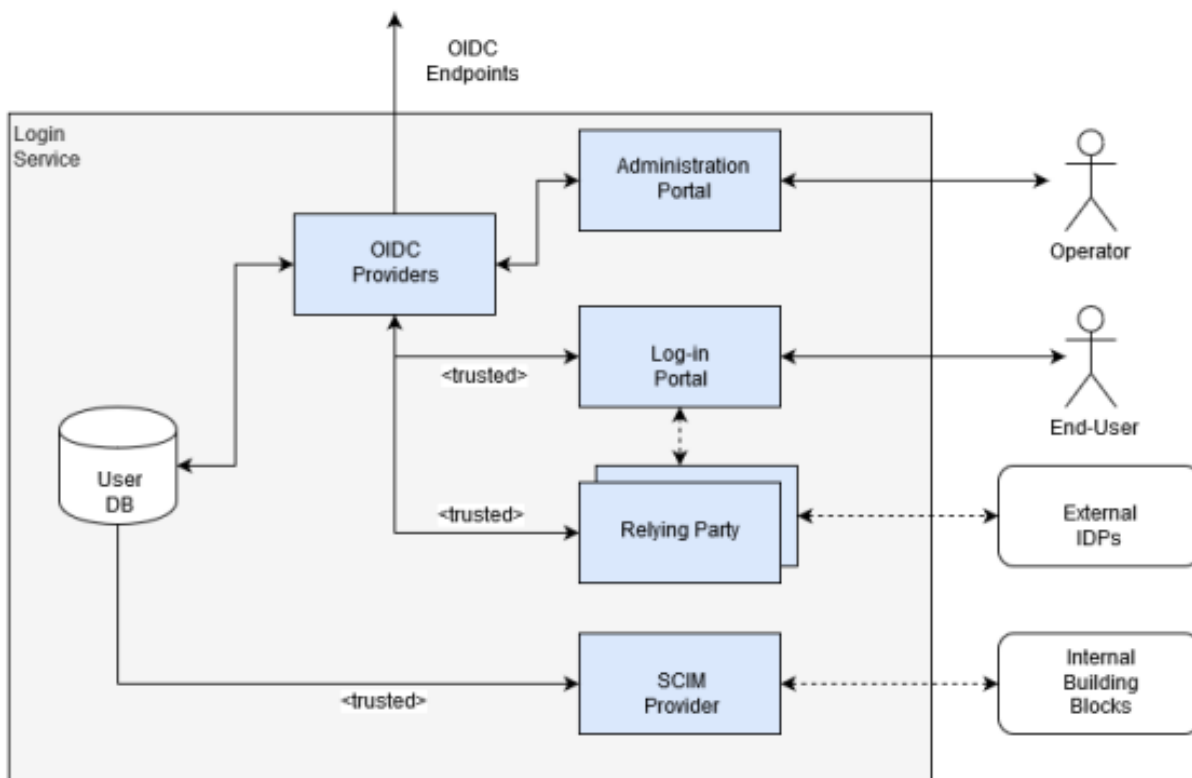 OIDC
Endpoints
Login
Service
Administration
Portal
Operator
OIDC
Providers
Log-in
Portal
<trusted>
End-User
User
DB
<trusted>
Relying Party
External
IDPs
SCIM
Provider
<trusted>
Internal
Building
Blocks